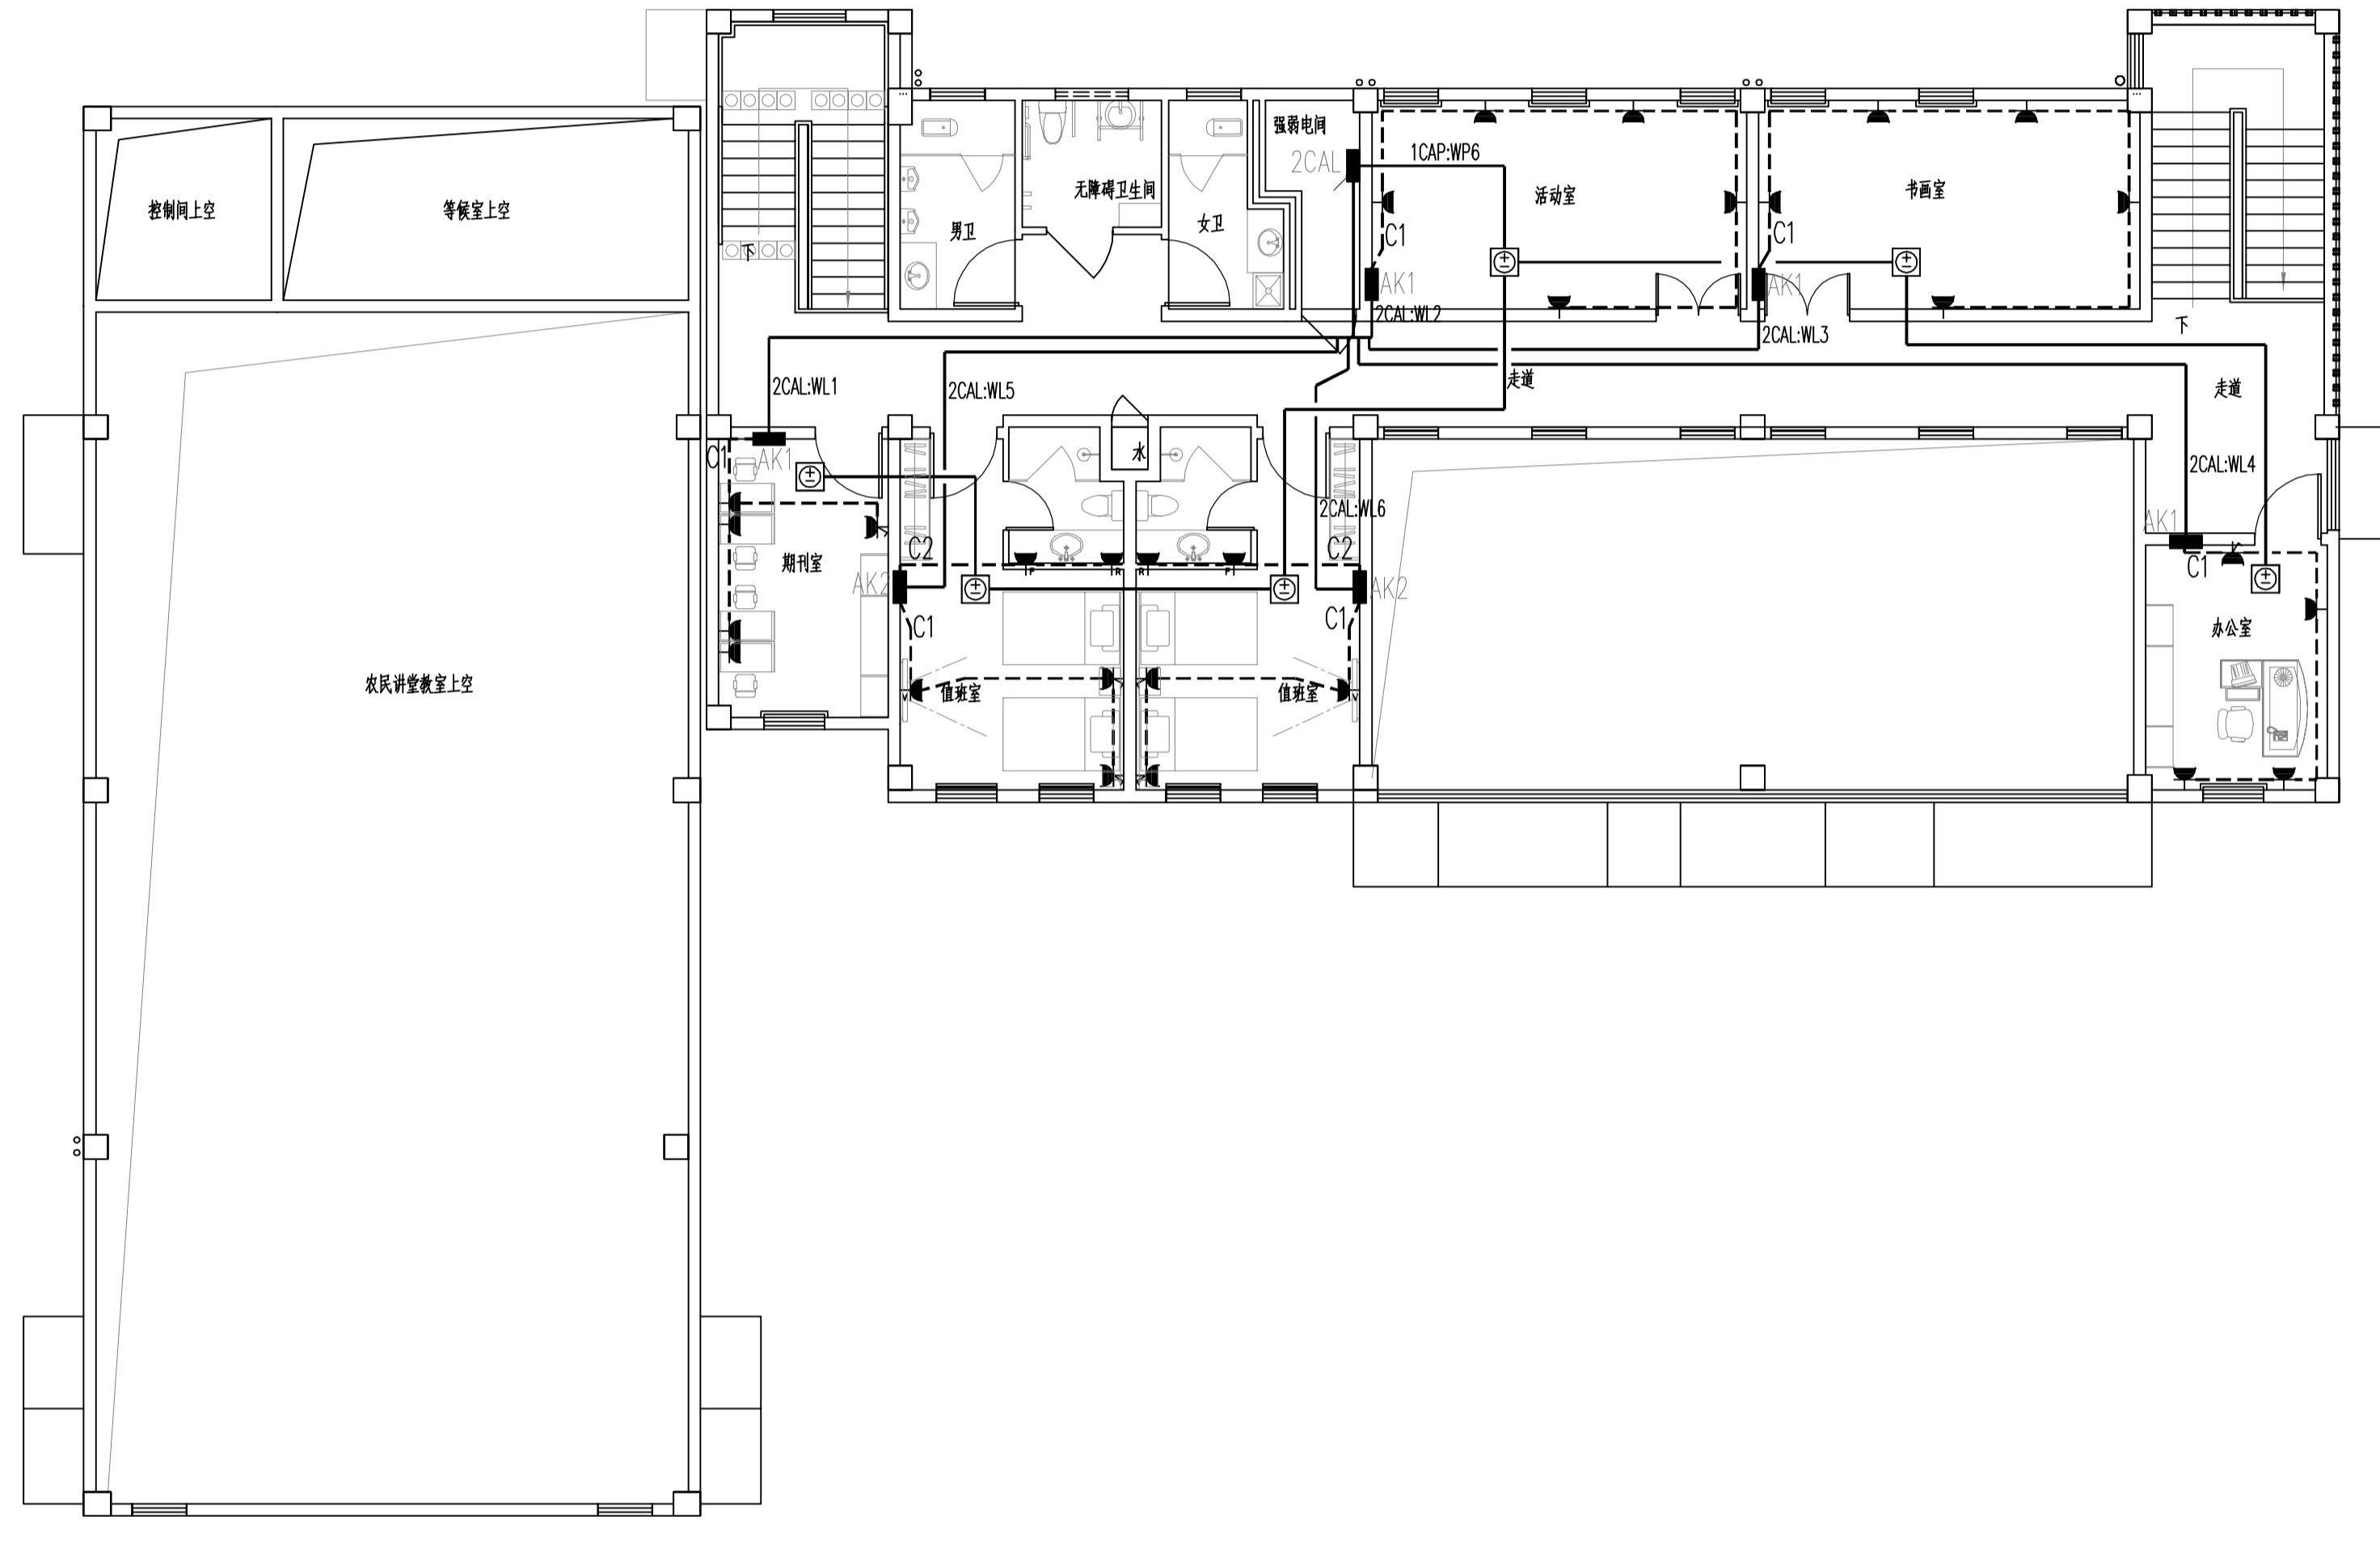 强弱电间
2CAL
1CAP:WP6
活动室
书画室
控制间上空
等候室上空
无障碍卫生间
男卫
女卫
下
C1
C1
AK1
AK1
2CAL:WL2
2CAL:WL3
下
走道
走道
2CAL:WL1
2CAL:WL5
C1
AK1
水
2CAL:WL4
2CAL:WL6
AK1
期刊室
C2
C2
F
R
R
F
C1
AK2
AK2
C1
C1
办公室
K
农民讲堂教室上空
值班室
值班室